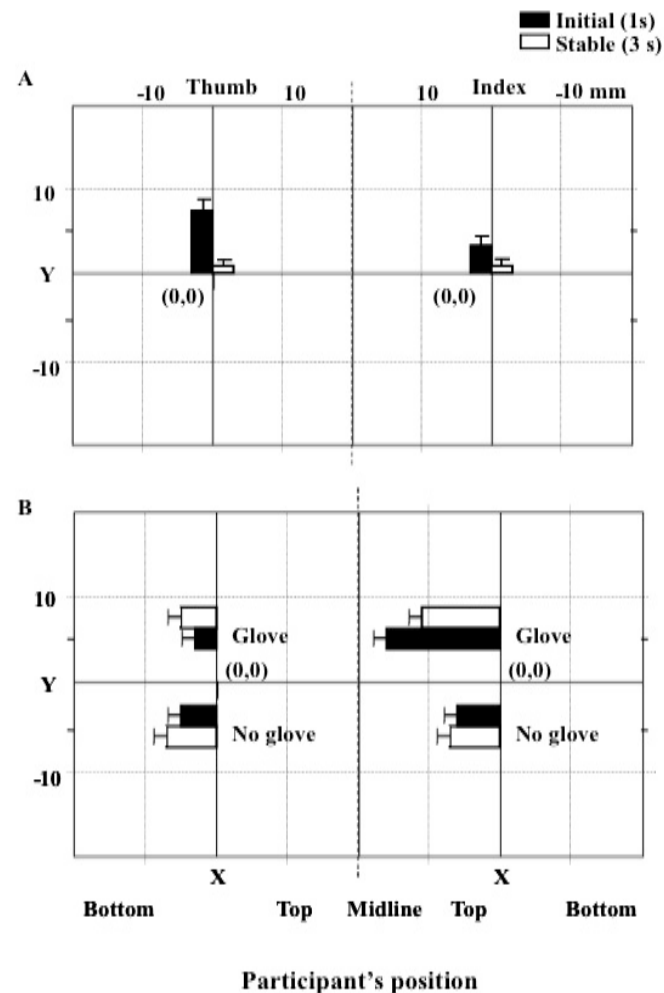 Initial (1s)
Stable (3 s)
A
-10 Thumb 10 10 Index -10 mm
10
Y
(0,0) (0,0)
-10
B
10
Glove Glove
(0,0) (0,0)
Y
No glove No glove
-10
X X
Bottom Top Midline Top Bottom
Participant's position